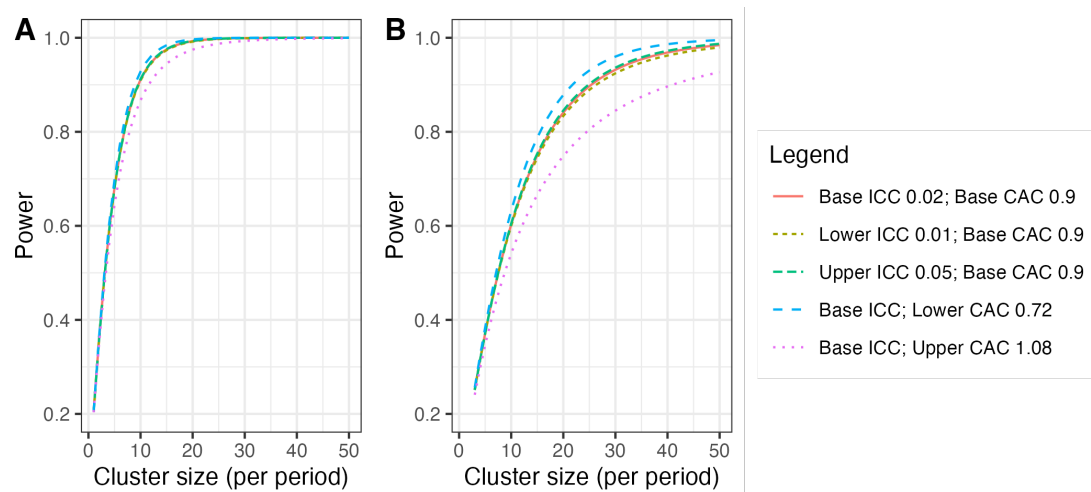 A
Power
1.0
0.8
0.6
0.4
0.2
0 10 20 30 40 50
Cluster size (per period)
B
Power
1.0
0.8
0.6
0.4
0.2
0 10 20 30 40 50
Cluster size (per period)
Legend
Base ICC 0.02; Base CAC 0.9
Lower ICC 0.01; Base CAC 0.9
Upper ICC 0.05; Base CAC 0.9
Base ICC; Lower CAC 0.72
Base ICC; Upper CAC 1.08